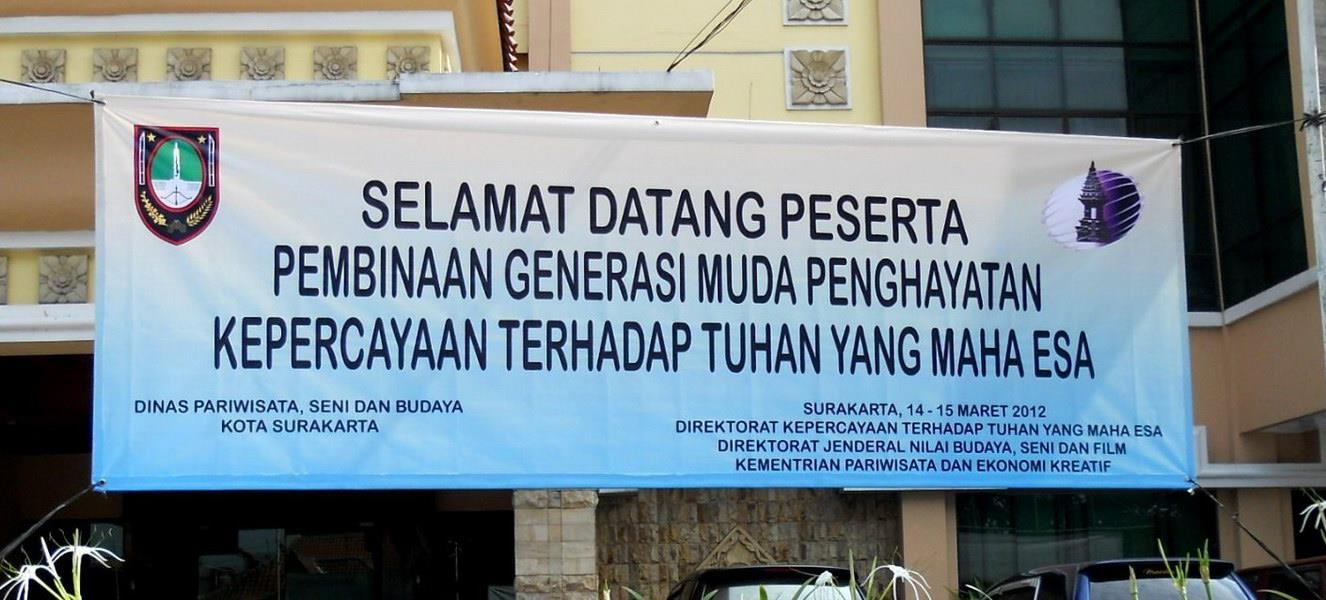 SELAMAT DATANG PESERTA
PEMBINAAN GENERASI MUDA PENGHAYATAN
KEPERCAYAAN TERHADAP TUHAN YANG MAHA ESA
DINAS PARIWISATA, SENI DAN BUDAYA
KOTA SURAKARTA
SURAKARTA, 14 - 15 MARET 2012
DIREKTORAT KEPERCAYAAN TERHADAP TUHAN YANG MAHA ESA
DIREKTORAT JENDERAL NILAI BUDAYA, SENI DAN FILM
KEMENTRIAN PARIWISATA DAN EKONOMI KREATIF